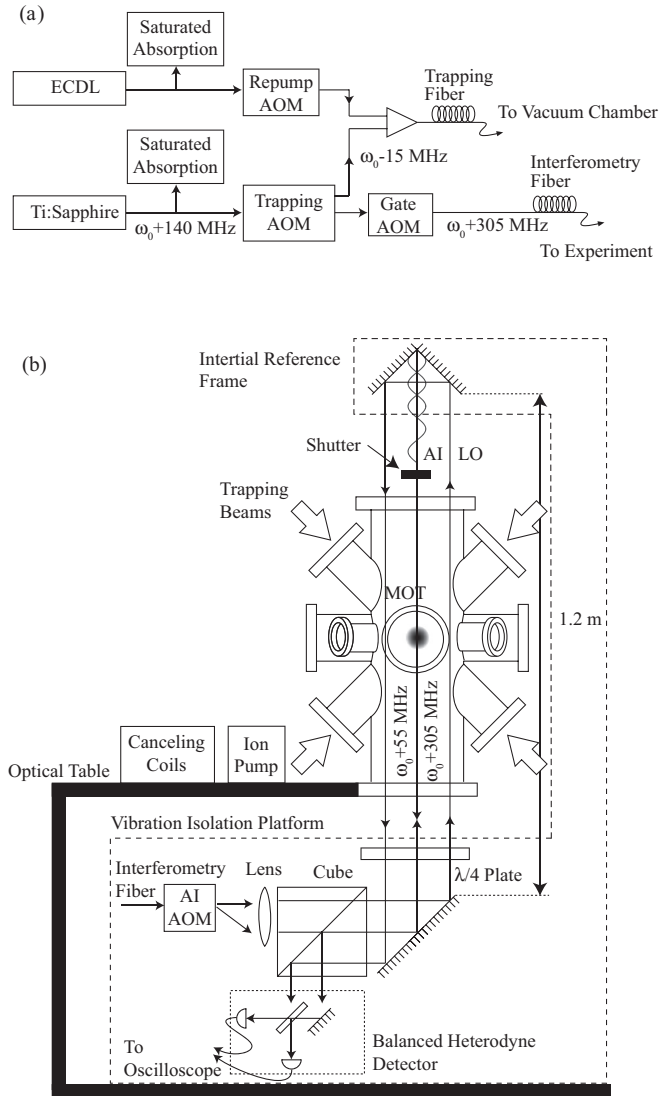 (a)
Saturated
Absorption
ECDL
Repump
AOM
Trapping
Fiber
To Vacuum Chamber
ω0-15 MHz
Saturated
Absorption
Interferometry
Fiber
Ti:Sapphire
ω0+140 MHz
Trapping
AOM
Gate
AOM
ω0+305 MHz
To Experiment
(b)
Intertial Reference
Frame
Shutter
AI
LO
Trapping
Beams
MOT
1.2 m
ω0+55 MHz
ω0+305 MHz
Canceling
Coils
Ion
Pump
Optical Table
Vibration Isolation Platform
Interferometry
Fiber
AI
AOM
Lens
Cube
λ/4 Plate
To
Oscilloscope
Balanced Heterodyne
Detector